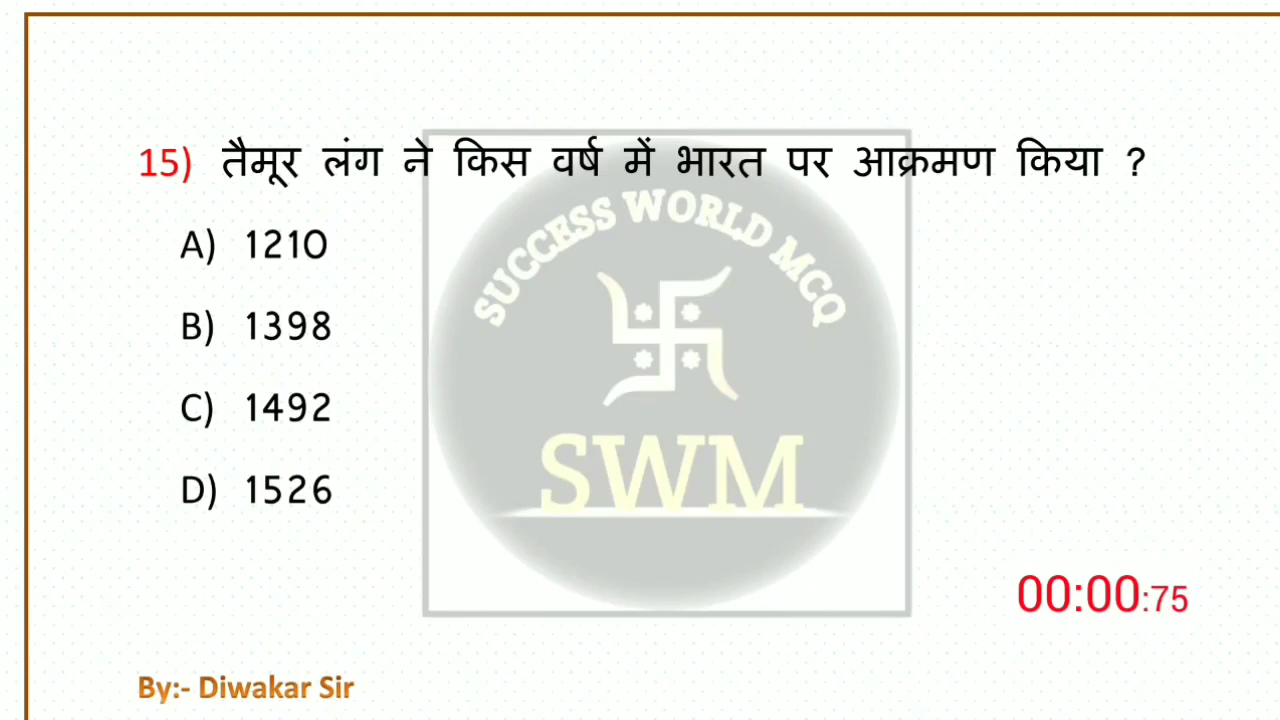 15) तैमूर लंग ने किस वर्ष में भारत पर आक्रमण किया ?
SUCCESS WORLD MCQ
A) 1210
B) 1398
C) 1492
D) 1526
SWM
00:00:75
By:- Diwakar Sir